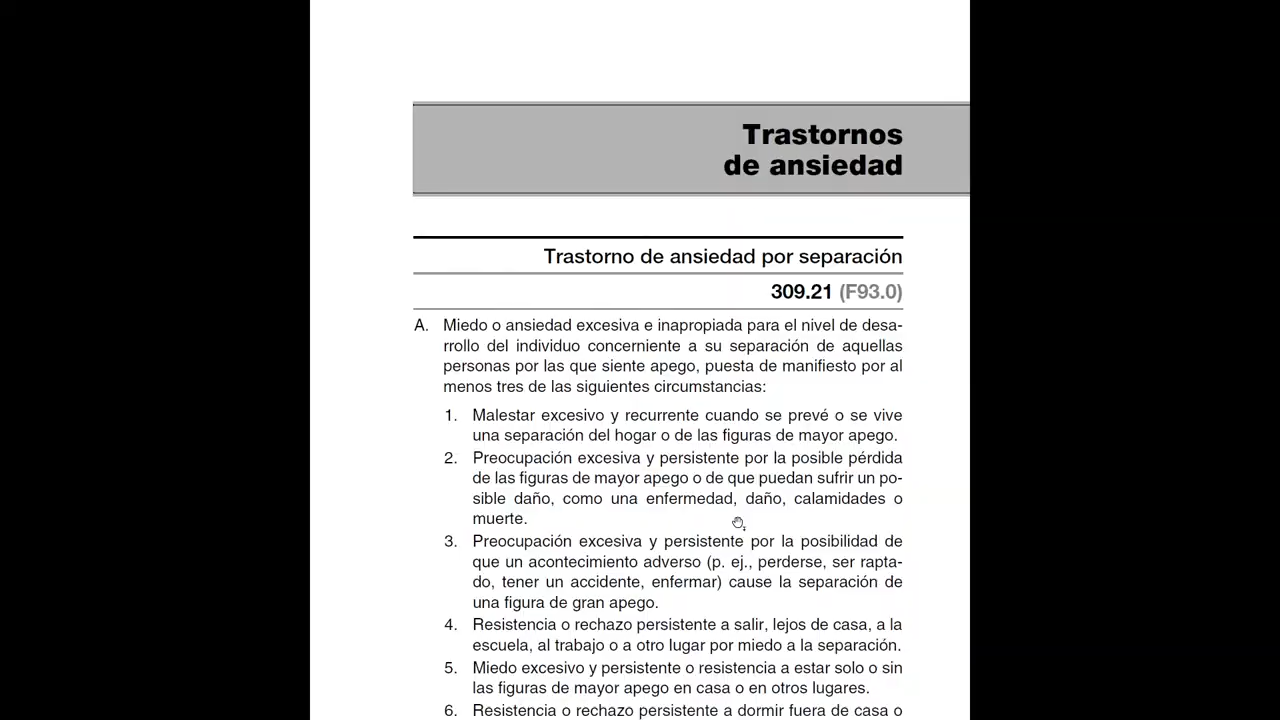 Trastornos
de ansiedad
Trastorno de ansiedad por separación
309.21 (F93.0)
A. Miedo o ansiedad excesiva e inapropiada para el nivel de desa-
rrollo del individuo concerniente a su separación de aquellas
personas por las que siente apego, puesta de manifiesto por al
menos tres de las siguientes circumstancias:
1. Malestar excesivo y recurrente cuando se prevé o se vive
una separación del hogar o de las figuras de mayor apego.
2. Preocupación excesiva y persistente por la posible pérdida
de las figuras de mayor apego o de que puedan sufrir un po-
sible daño, como una enfermedad, daño, calamidades o
muerte.
3. Preocupación excesiva y persistente por la posibilidad de
que un acontecimiento adverso (p. ej., perderse, ser rapta-
do, tener un accidente, enfermar) cause la separación de
una figura de gran apego.
4. Resistencia o rechazo persistente a salir, lejos de casa, a la
escuela, al trabajo o a otro lugar por miedo a la separación.
5. Miedo excesivo y persistente o resistencia a estar solo o sin
las figuras de mayor apego en casa o en otros lugares.
6. Resistencia o rechazo persistente a dormir fuera de casa o